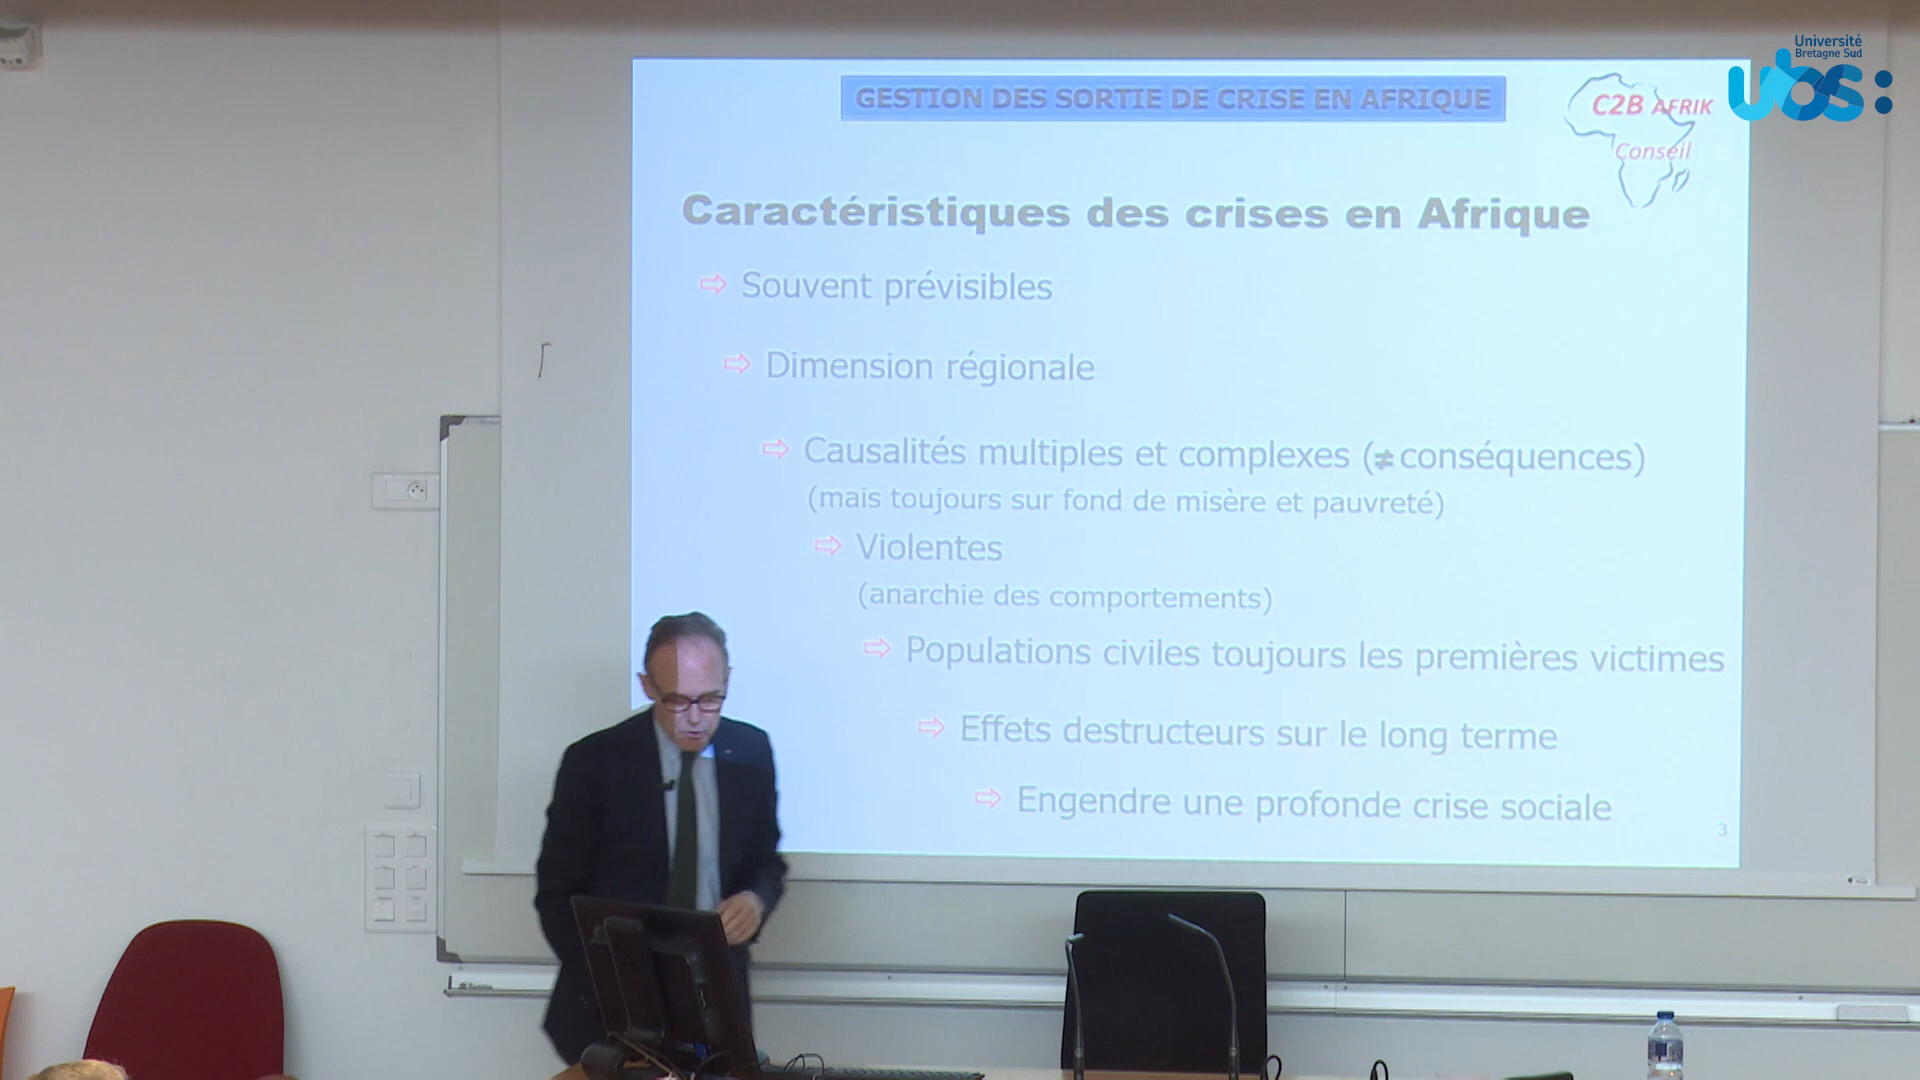 Université
Bretagne Sud
ubs:
GESTION DES SORTIE DE CRISE EN AFRIQUE
C2B AFRIK
Conseil
Caractéristiques des crises en Afrique
⇨ Souvent prévisibles
⇨ Dimension régionale
⇨ Causalités multiples et complexes (≠ conséquences)
(mais toujours sur fond de misère et pauvreté)
⇨ Violentes
(anarchie des comportements)
⇨ Populations civiles toujours les premières victimes
⇨ Effets destructeurs sur le long terme
⇨ Engendre une profonde crise sociale
3